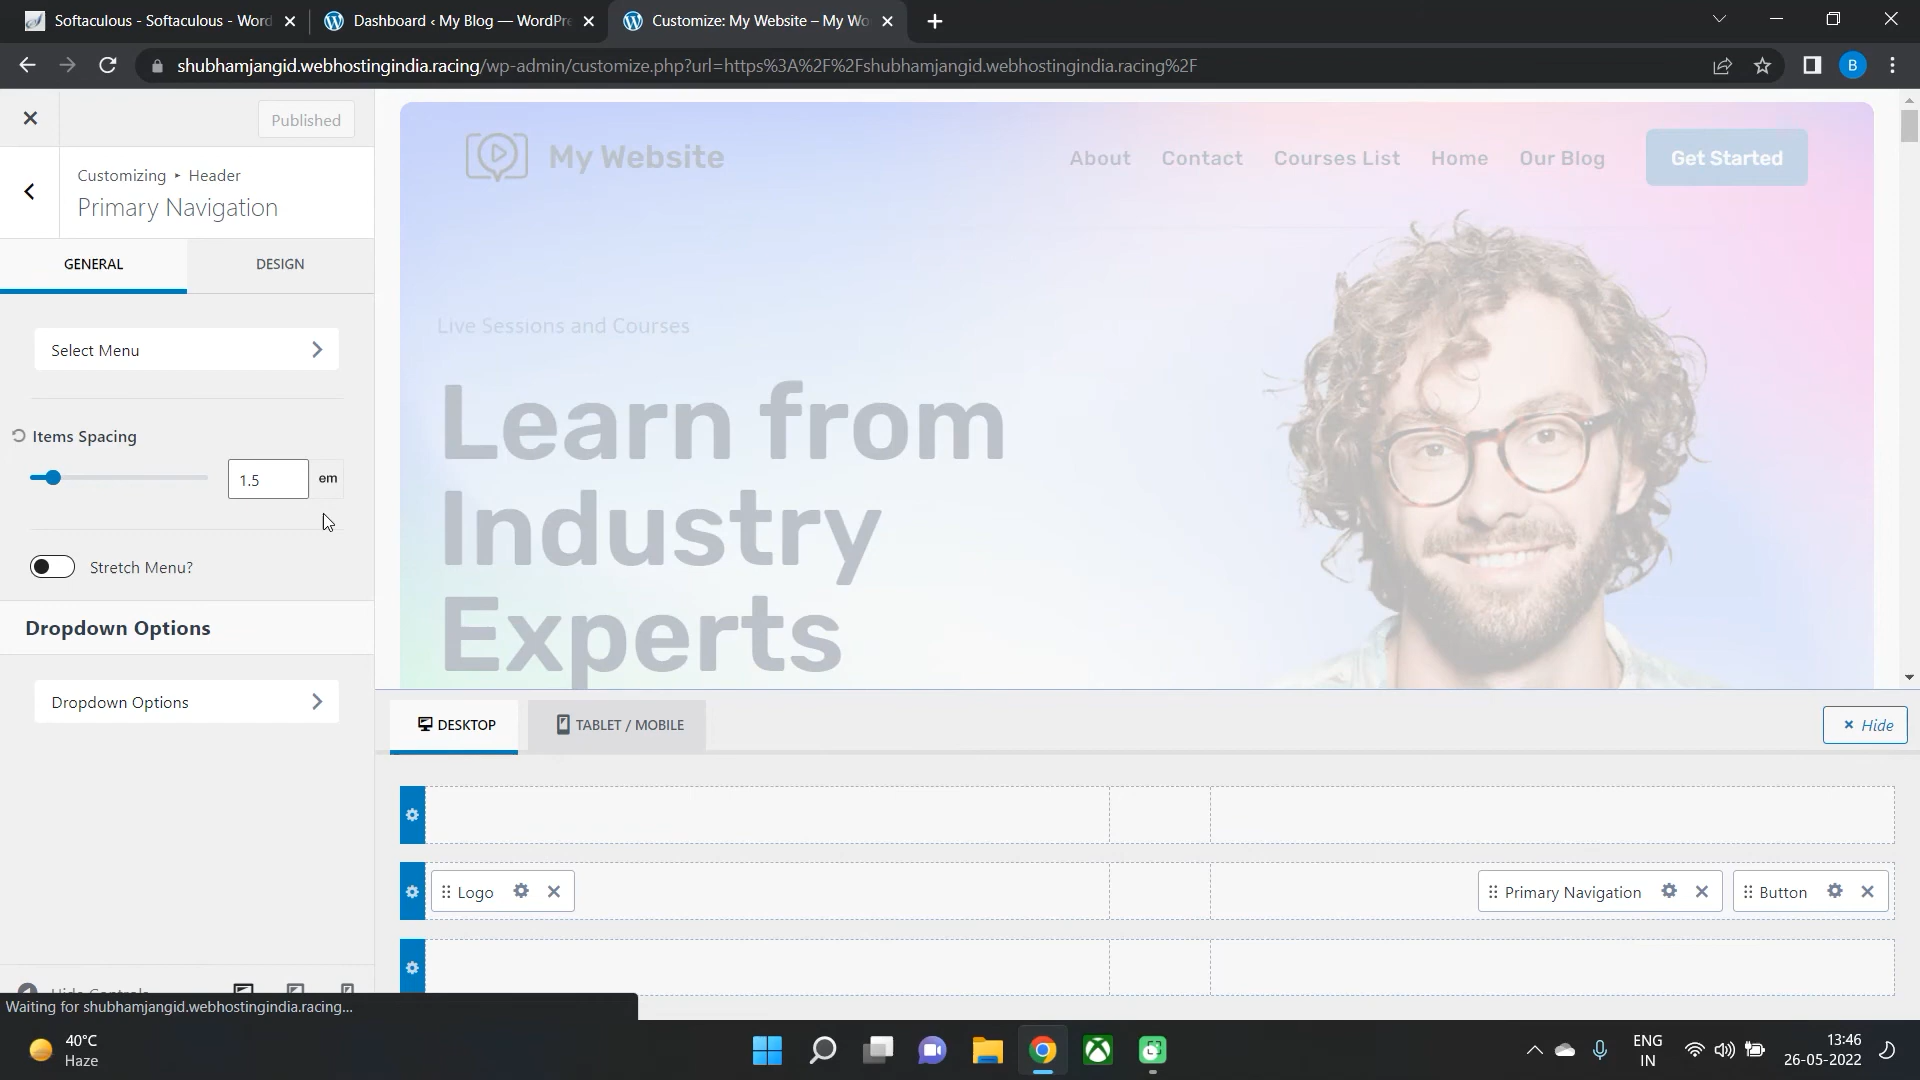 Softaculous - Softaculous - Word
Dashboard ‹ My Blog — WordPre
Customize: My Website – My Wo
shubhamjangid.webhostingindia.racing/wp-admin/customize.php?url=https%3A%2F%2Fshubhamjangid.webhostingindia.racing%2F
B
Published
Customizing ▸ Header
Primary Navigation
GENERAL
DESIGN
Select Menu
Items Spacing
1.5
em
Stretch Menu?
Dropdown Options
Dropdown Options
Hide Controls
Waiting for shubhamjangid.webhostingindia.racing...
My Website
About
Contact
Courses List
Home
Our Blog
Get Started
Live Sessions and Courses
Learn from
Industry
Experts
DESKTOP
TABLET / MOBILE
× Hide
Logo
Primary Navigation
Button
40°C
Haze
ENG
IN
13:46
26-05-2022